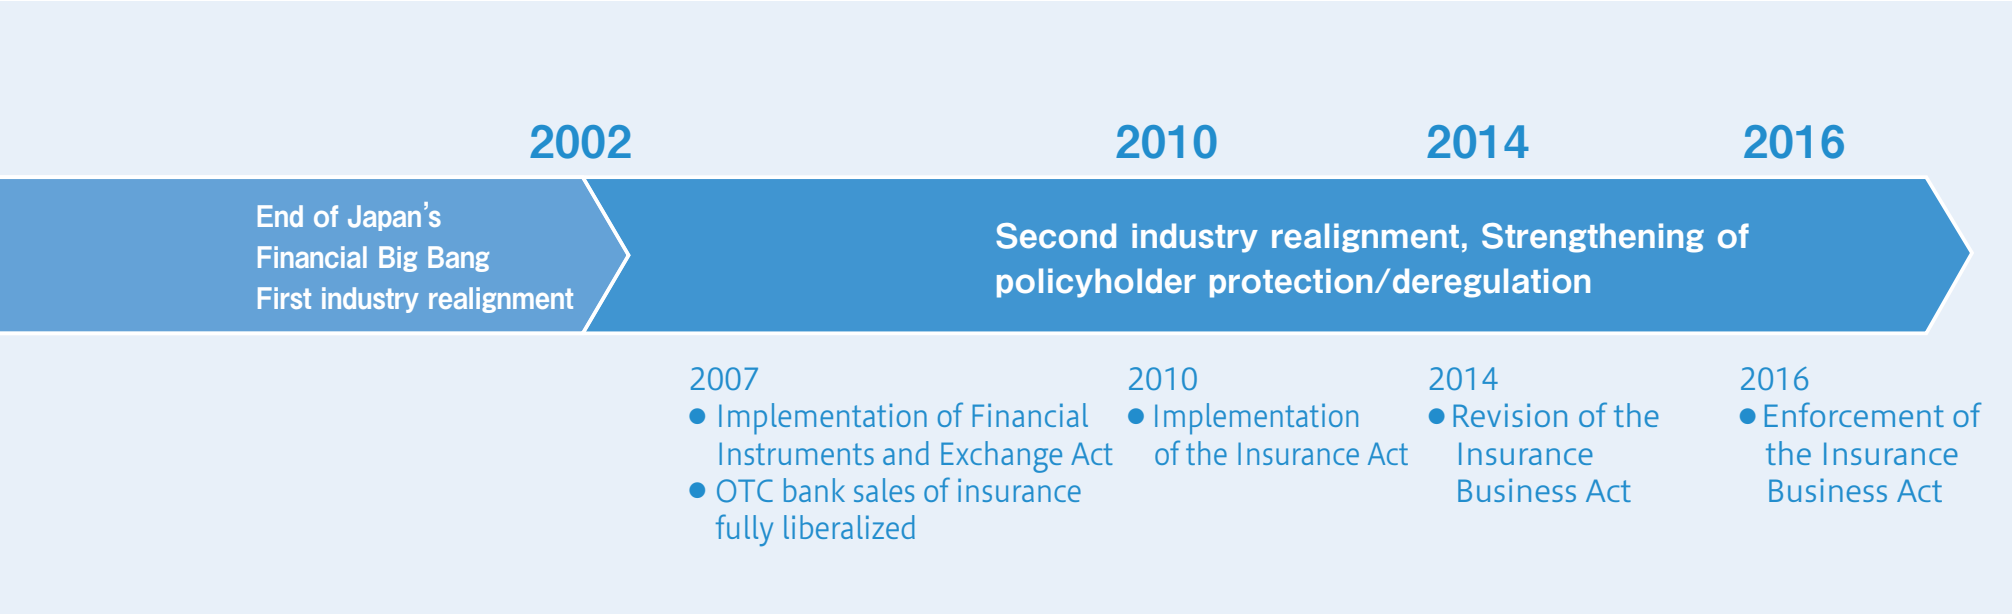 2002
2010
2014
2016
End of Japan's
Financial Big Bang
First industry realignment
Second industry realignment, Strengthening of
policyholder protection/deregulation
2007
● Implementation of Financial
Instruments and Exchange Act
● OTC bank sales of insurance
fully liberalized
2010
● Implementation
of the Insurance Act
2014
● Revision of the
Insurance
Business Act
2016
● Enforcement of
the Insurance
Business Act